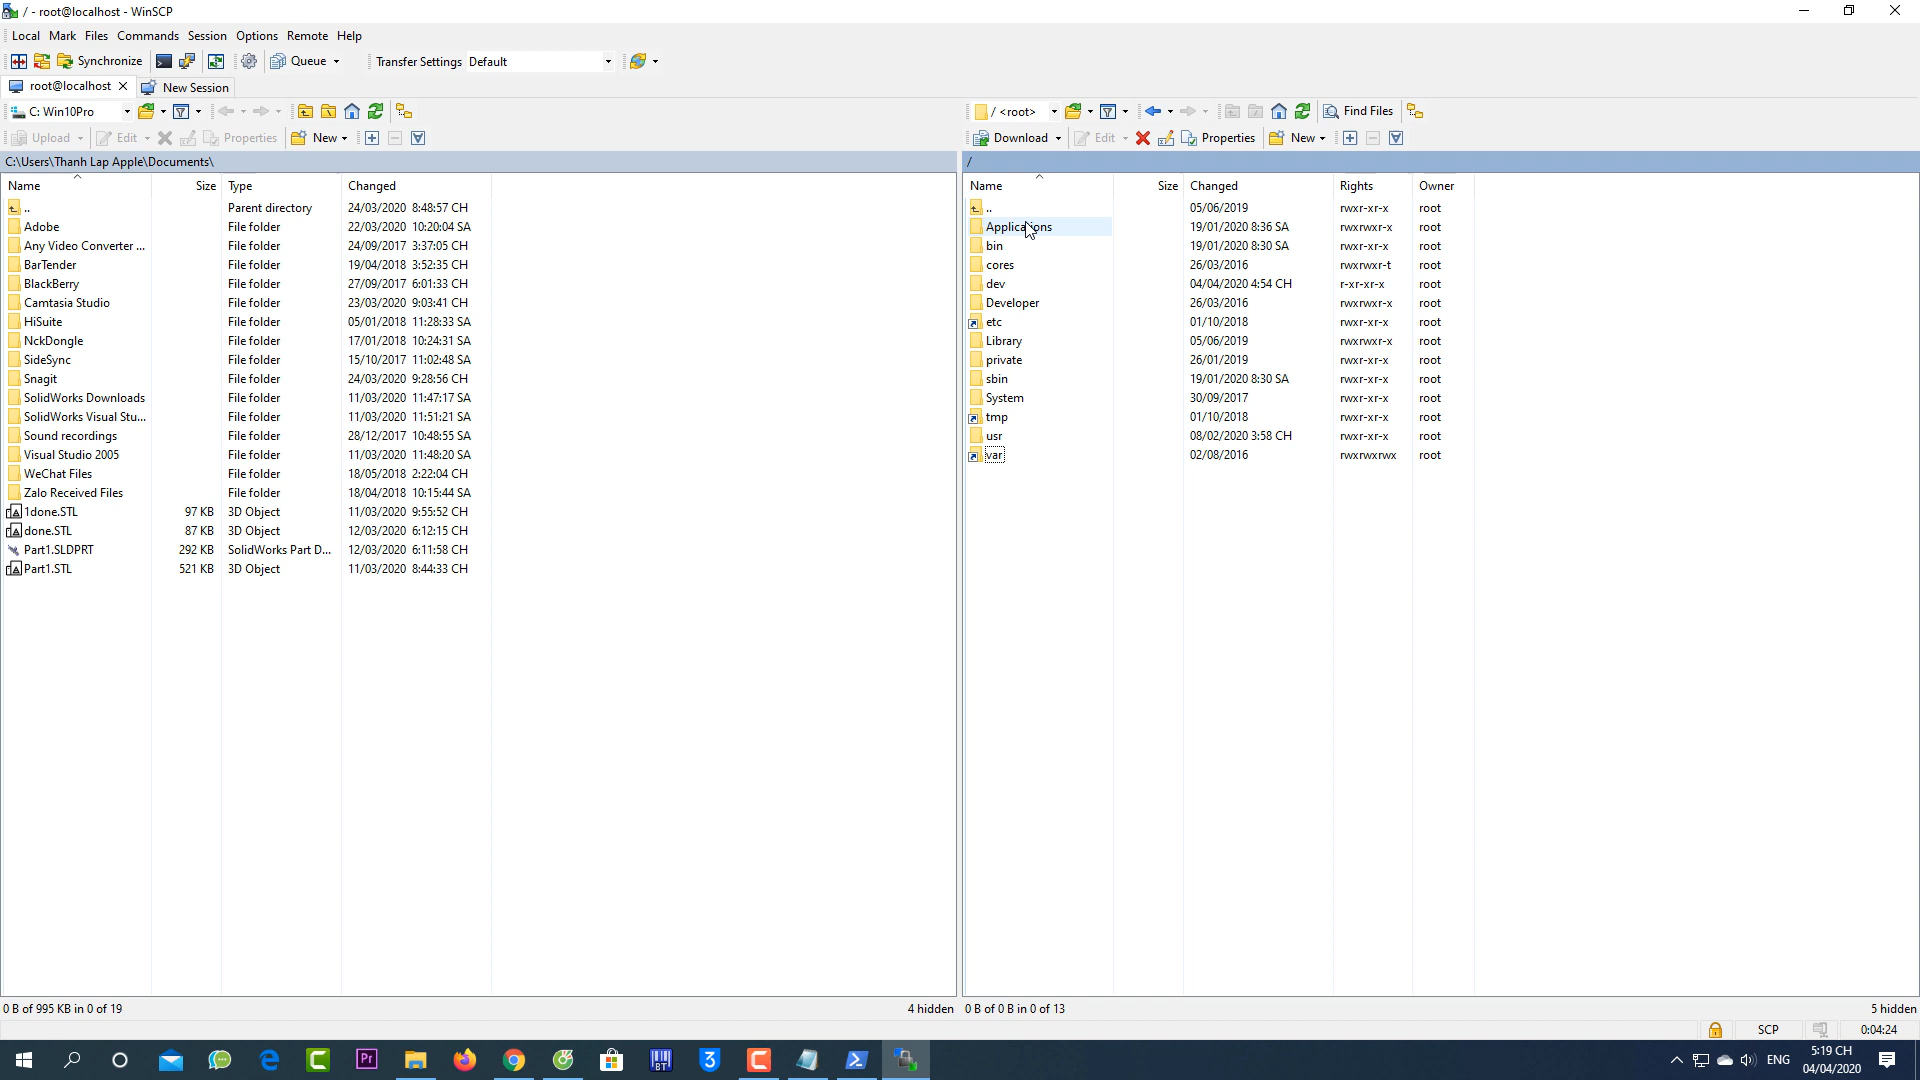 / - root@localhost - WinSCP
Local Mark Files Commands Session Options Remote Help
Synchronize Queue Transfer Settings Default
root@localhost New Session
C: Win10Pro / <root> Find Files
Upload Edit Properties New Download Edit Properties New
C:\Users\Thanh Lap Apple\Documents\ /
Name Size Type Changed Name Size Changed Rights Owner
.. Parent directory 24/03/2020 8:48:57 CH .. 05/06/2019 rwxr-xr-x root
Adobe File folder 22/03/2020 10:20:04 SA Applications 19/01/2020 8:36 SA rwxrwxr-x root
Any Video Converter ... File folder 24/09/2017 3:37:05 CH bin 19/01/2020 8:30 SA rwxr-xr-x root
BarTender File folder 19/04/2018 3:52:35 CH cores 26/03/2016 rwxrwxr-t root
BlackBerry File folder 27/09/2017 6:01:33 CH dev 04/04/2020 4:54 CH r-xr-xr-x root
Camtasia Studio File folder 23/03/2020 9:03:41 CH Developer 26/03/2016 rwxrwxr-x root
HiSuite File folder 05/01/2018 11:28:33 SA etc 01/10/2018 rwxr-xr-x root
NckDongle File folder 17/01/2018 10:24:31 SA Library 05/06/2019 rwxrwxr-x root
SideSync File folder 15/10/2017 11:02:48 SA private 26/01/2019 rwxr-xr-x root
Snagit File folder 24/03/2020 9:28:56 CH sbin 19/01/2020 8:30 SA rwxr-xr-x root
SolidWorks Downloads File folder 11/03/2020 11:47:17 SA System 30/09/2017 rwxr-xr-x root
SolidWorks Visual Stu... File folder 11/03/2020 11:51:21 SA tmp 01/10/2018 rwxr-xr-x root
Sound recordings File folder 28/12/2017 10:48:55 SA usr 08/02/2020 3:58 CH rwxr-xr-x root
Visual Studio 2005 File folder 11/03/2020 11:48:20 SA var 02/08/2016 rwxrwxrwx root
WeChat Files File folder 18/05/2018 2:22:04 CH
Zalo Received Files File folder 18/04/2018 10:15:44 SA
1done.STL 97 KB 3D Object 11/03/2020 9:55:52 CH
done.STL 87 KB 3D Object 12/03/2020 6:12:15 CH
Part1.SLDPRT 292 KB SolidWorks Part D... 12/03/2020 6:11:58 CH
Part1.STL 521 KB 3D Object 11/03/2020 8:44:33 CH
0 B of 995 KB in 0 of 19 4 hidden 0 B of 0 B in 0 of 13 5 hidden
SCP 0:04:24
Pr BT 3 ENG 5:19 CH
04/04/2020